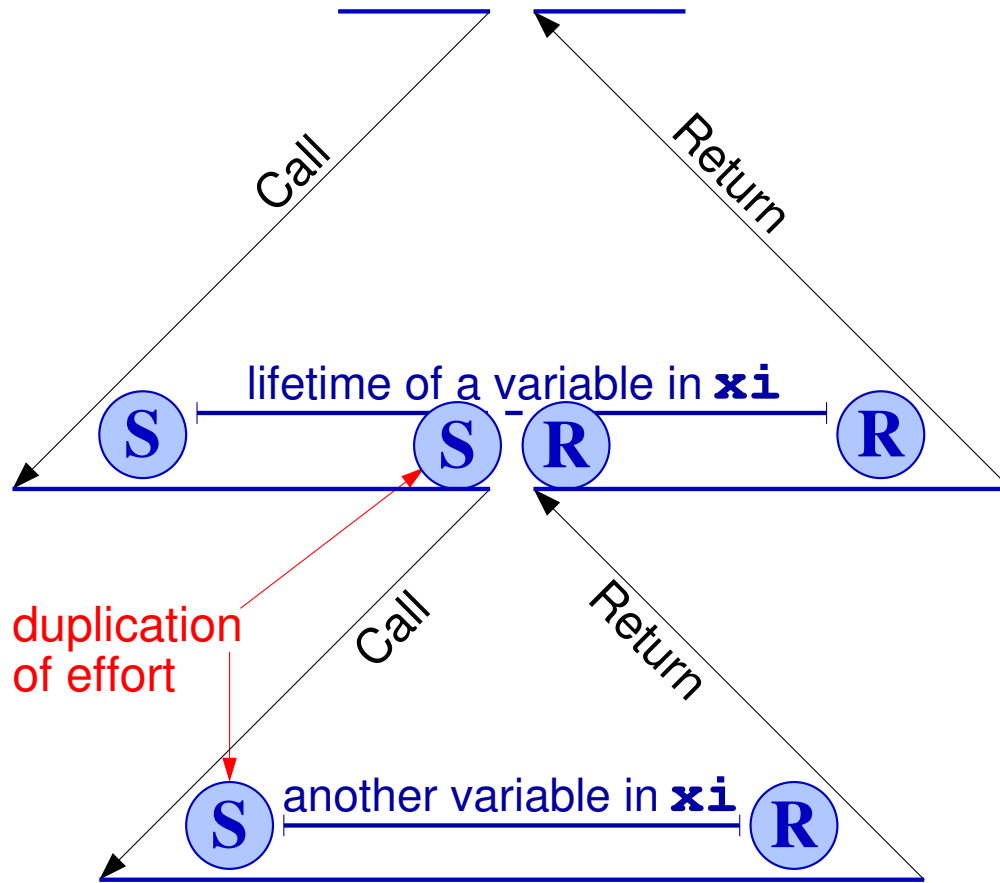 Call
Return
lifetime of a variable in xi
S
S
R
R
duplication
of effort
Call
Return
S
another variable in xi
R